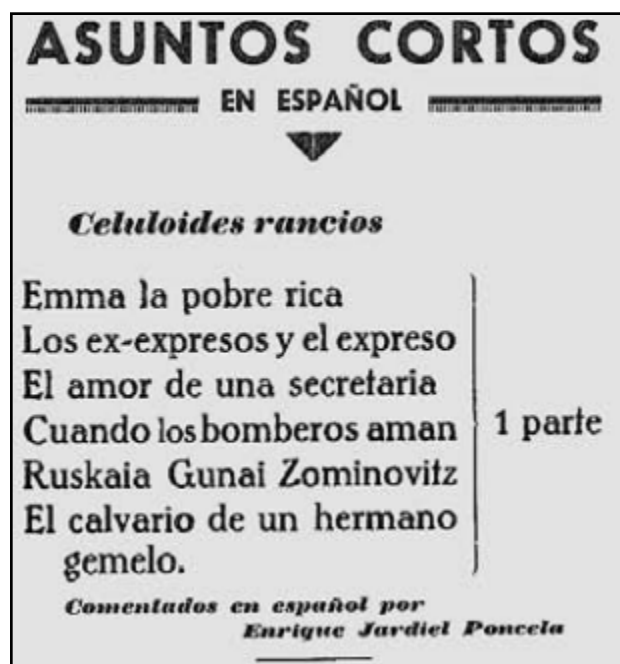 ASUNTOS CORTOS
EN ESPAÑOL
Celuloides rancios
Emma la pobre rica
Los ex-expresos y el expreso
El amor de una secretaria
Cuando los bomberos aman
Ruskaia Gunai Zominovitz
El calvario de un hermano
gemelo.
1 parte
Comentados en español por
Enrique Jardiel Poncela